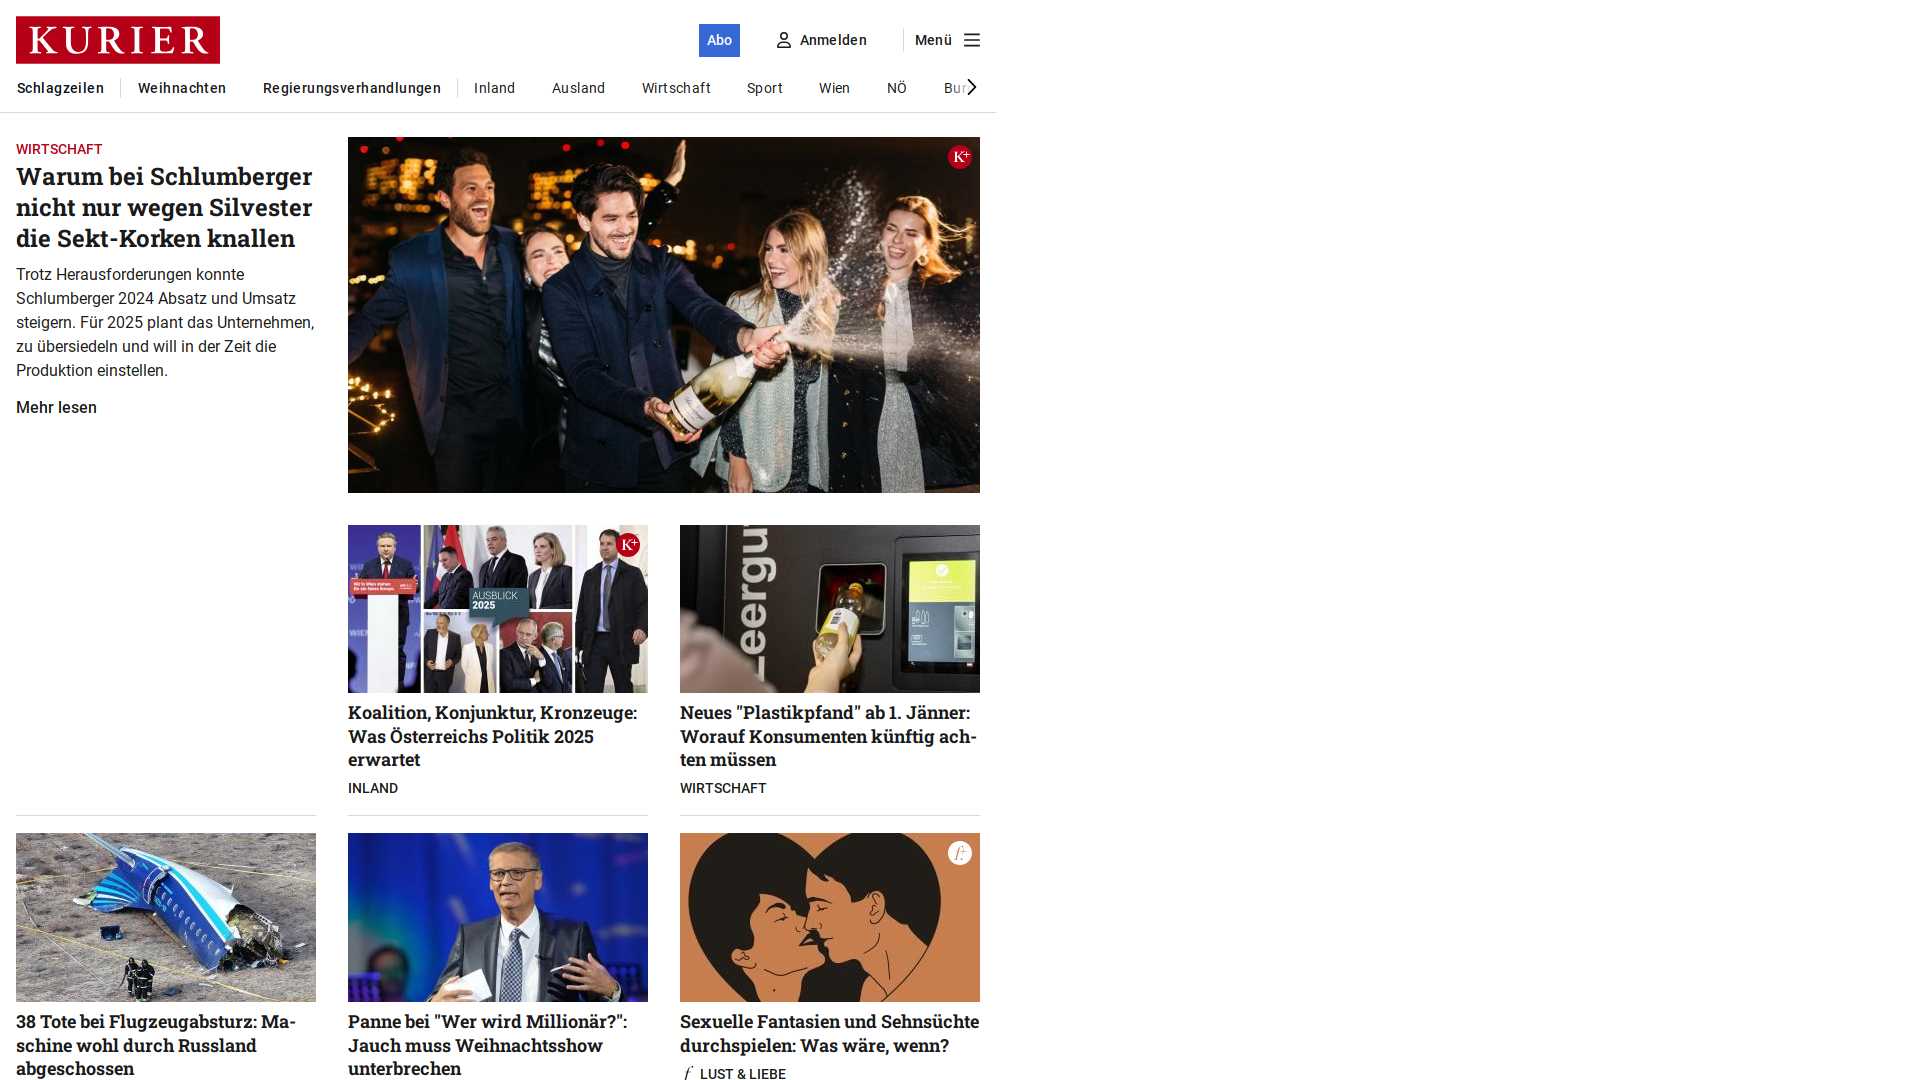 KURIER
Abo
Anmelden
Menü
Schlagzeilen
Weihnachten
Regierungsverhandlungen
Inland
Ausland
Wirtschaft
Sport
Wien
NÖ
Bur
WIRTSCHAFT
Warum bei Schlumberger
nicht nur wegen Silvester
die Sekt-Korken knallen
Trotz Herausforderungen konnte
Schlumberger 2024 Absatz und Umsatz
steigern. Für 2025 plant das Unternehmen,
zu übersiedeln und will in der Zeit die
Produktion einstellen.
Mehr lesen
K+
K+
AUSBLICK
2025
Leergu
Koalition, Konjunktur, Kronzeuge:
Was Österreichs Politik 2025
erwartet
INLAND
Neues "Plastikpfand" ab 1. Jänner:
Worauf Konsumenten künftig ach-
ten müssen
WIRTSCHAFT
f+
38 Tote bei Flugzeugabsturz: Ma-
schine wohl durch Russland
abgeschossen
Panne bei "Wer wird Millionär?":
Jauch muss Weihnachtsshow
unterbrechen
Sexuelle Fantasien und Sehnsüchte
durchspielen: Was wäre, wenn?
f LUST & LIEBE